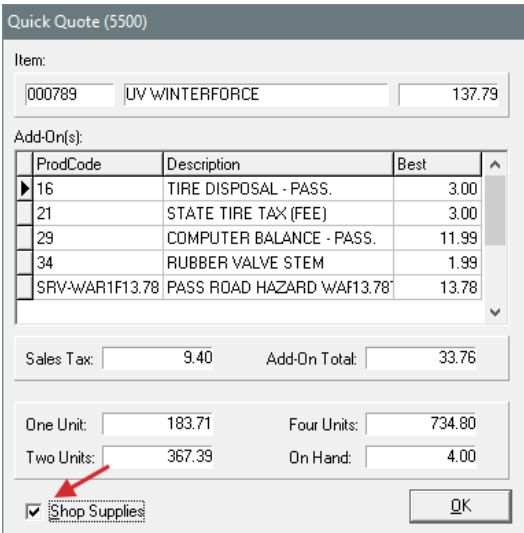 Quick Quote (5500)
Item:
000789 UV WINTERFORCE 137.79
Add-On(s):
ProdCode Description Best
16 TIRE DISPOSAL - PASS. 3.00
21 STATE TIRE TAX (FEE) 3.00
29 COMPUTER BALANCE - PASS. 11.99
34 RUBBER VALVE STEM 1.99
SRV-WAR1F13.78 PASS ROAD HAZARD WAF13.78T 13.78
Sales Tax: 9.40 Add-On Total: 33.76
One Unit: 183.71 Four Units: 734.80
Two Units: 367.39 On Hand: 4.00
Shop Supplies OK